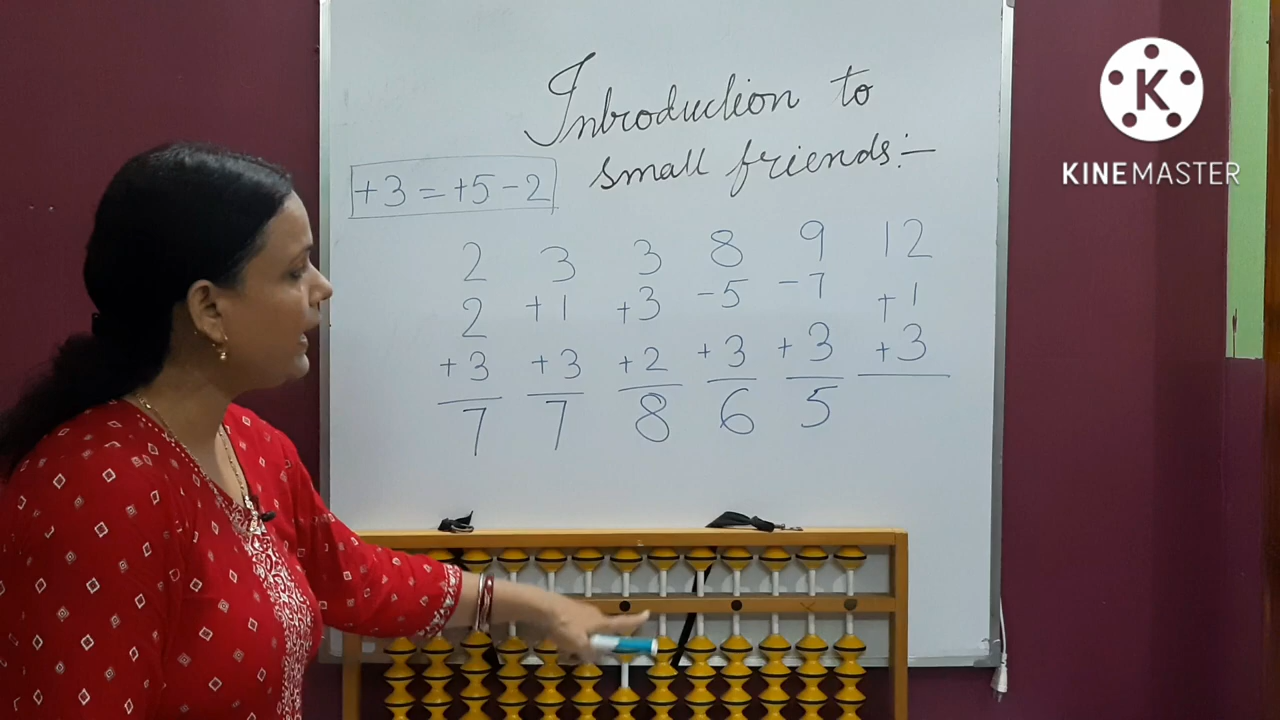 Introduction to
small friends:-
+3 = +5 - 2
2 3 3 8 9 12
2 +1 +3 -5 -7 +1
+3 +3 +2 +3 +3 +3
7 7 8 6 5
K
KINEMASTER